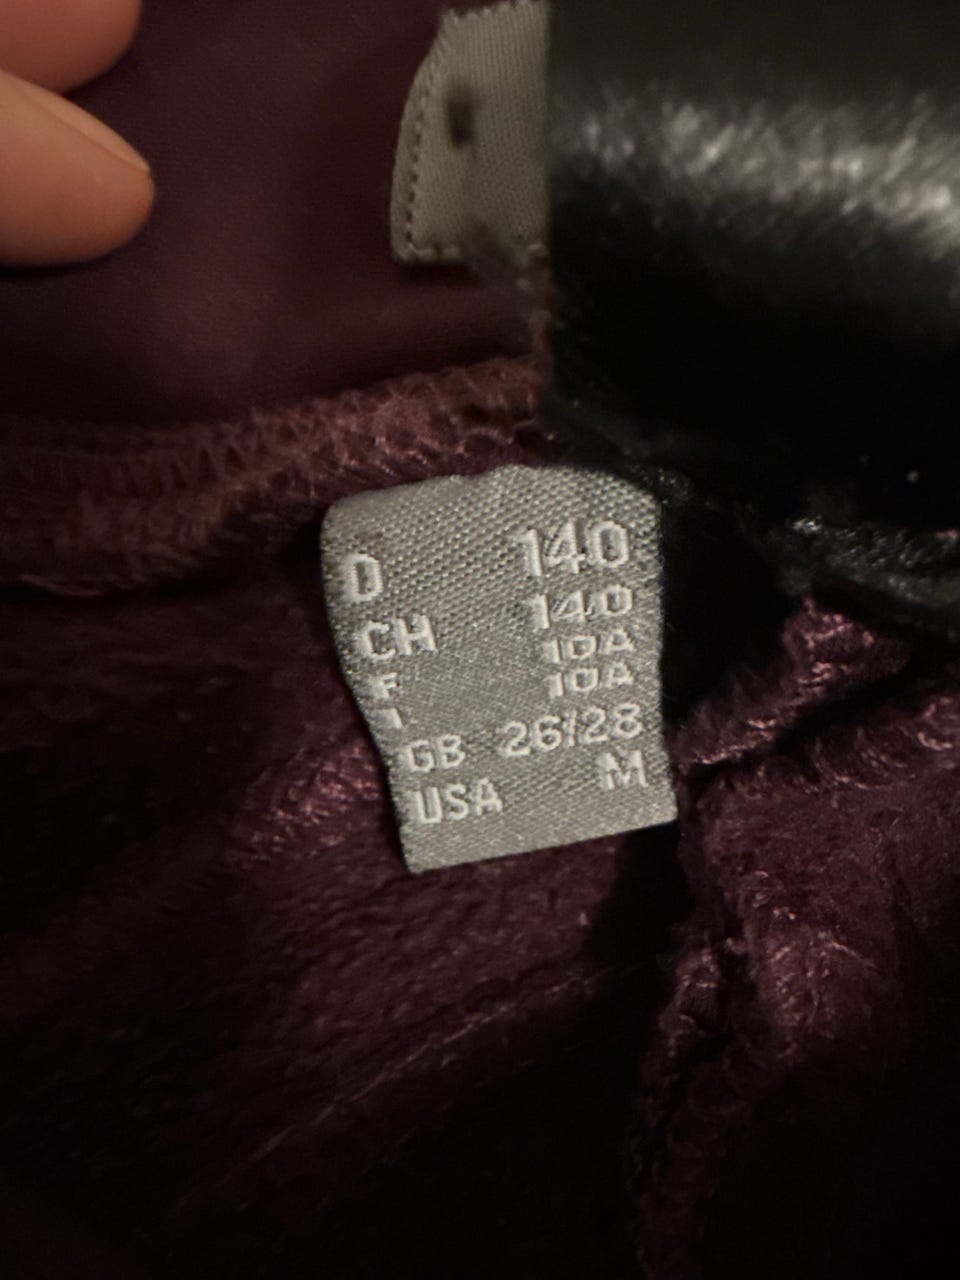 D 140
CH 140
F 10A
I 10A
GB 26/28
USA M